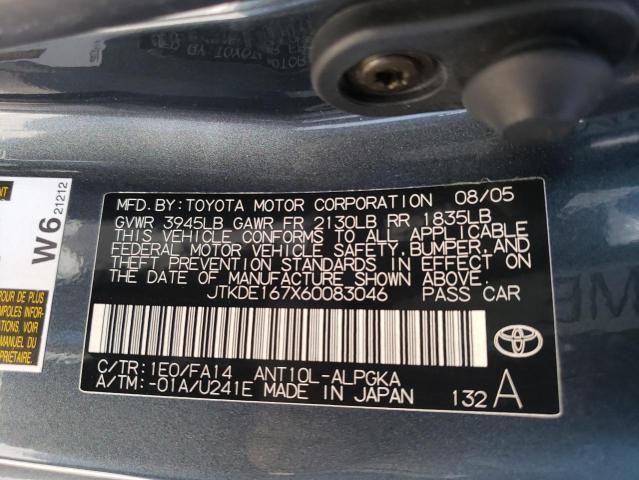 MFD. BY:TOYOTA MOTOR CORPORATION 08/05
GVWR 3945LB GAWR FR 2130LB RR 1835LB
THIS VEHICLE CONFORMS TO ALL APPLICABLE
FEDERAL MOTOR VEHICLE SAFETY, BUMPER, AND
THEFT PREVENTION STANDARDS IN EFFECT ON
THE DATE OF MANUFACTURE SHOWN ABOVE.
JTKDE167X60083046 PASS CAR
TOYOTA
C/TR:1E0/FA14 ANT10L-ALPGKA
A/TM:-01A/U241E MADE IN JAPAN 132 A
W6 21212